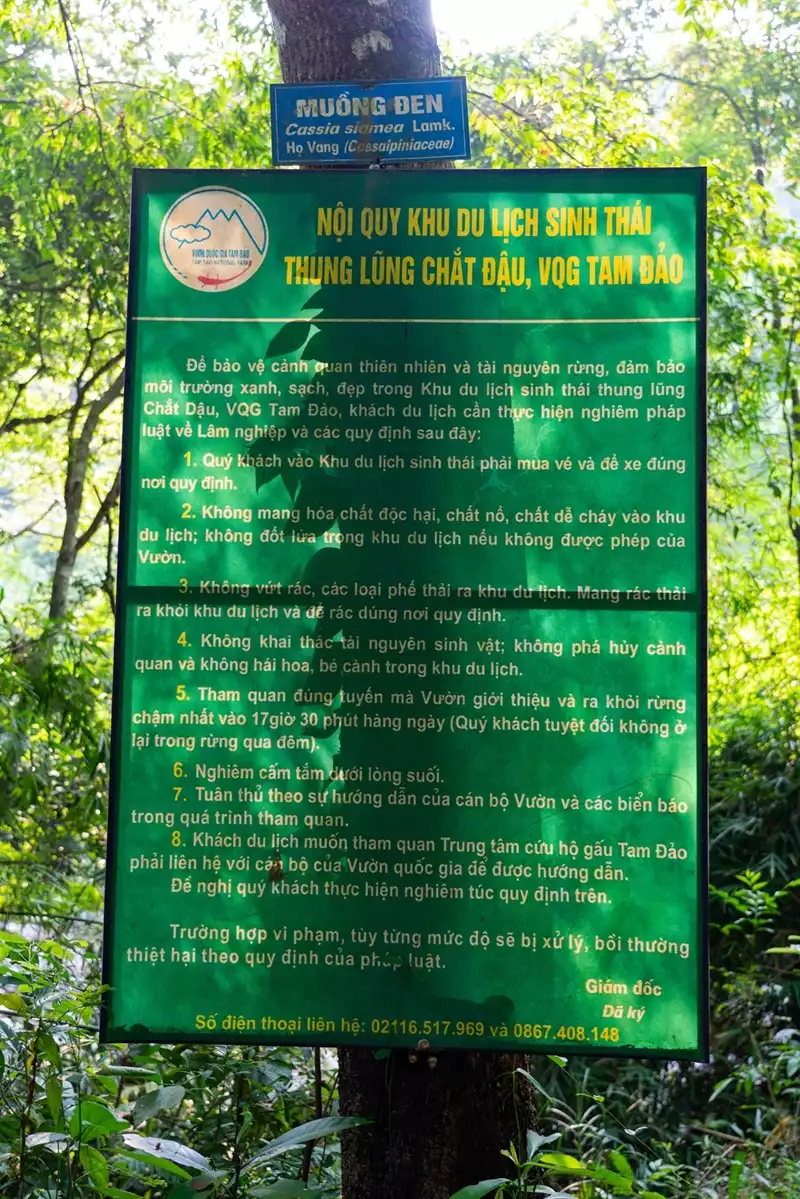 MUỒNG ĐEN
Cassia siamea Lamk.
Họ Vang (Caesalpiniaceae)
VƯỜN QUỐC GIA TAM ĐẢO
TAM DAO NATIONAL PARK
NỘI QUY KHU DU LỊCH SINH THÁI
THUNG LŨNG CHẮT ĐẬU, VQG TAM ĐẢO
Để bảo vệ cảnh quan thiên nhiên và tài nguyên rừng, đảm bảo
môi trường xanh, sạch, đẹp trong Khu du lịch sinh thái thung lũng
Chắt Dậu, VQG Tam Đảo, khách du lịch cần thực hiện nghiêm pháp
luật về Lâm nghiệp và các quy định sau đây:
1. Quý khách vào Khu du lịch sinh thái phải mua vé và để xe đúng
nơi quy định.
2. Không mang hóa chất độc hại, chất nổ, chất dễ cháy vào khu
du lịch; không đốt lửa trong khu du lịch nếu không được phép của
Vườn.
3. Không vứt rác, các loại phế thải ra khu du lịch. Mang rác thải
ra khỏi khu du lịch và để rác dúng nơi quy định.
4. Không khai thác tài nguyên sinh vật; không phá hủy cảnh
quan và không hái hoa, bẻ cành trong khu du lịch.
5. Tham quan đúng tuyến mà Vườn giới thiệu và ra khỏi rừng
chậm nhất vào 17giờ 30 phút hàng ngày (Quý khách tuyệt đối không ở
lại trong rừng qua đêm).
6. Nghiêm cấm tắm dưới lòng suối.
7. Tuân thủ theo sự hướng dẫn của cán bộ Vườn và các biển báo
trong quá trình tham quan.
8. Khách du lịch muốn tham quan Trung tâm cứu hộ gấu Tam Đảo
phải liên hệ với cán bộ của Vườn quốc gia để được hướng dẫn.
Đề nghị quý khách thực hiện nghiêm túc quy định trên.
Trường hợp vi phạm, tùy từng mức độ sẽ bị xử lý, bồi thường
thiệt hại theo quy định của pháp luật.
Giám đốc
Đã ký
Số điện thoại liên hệ: 02116.517.969 và 0867.408.148